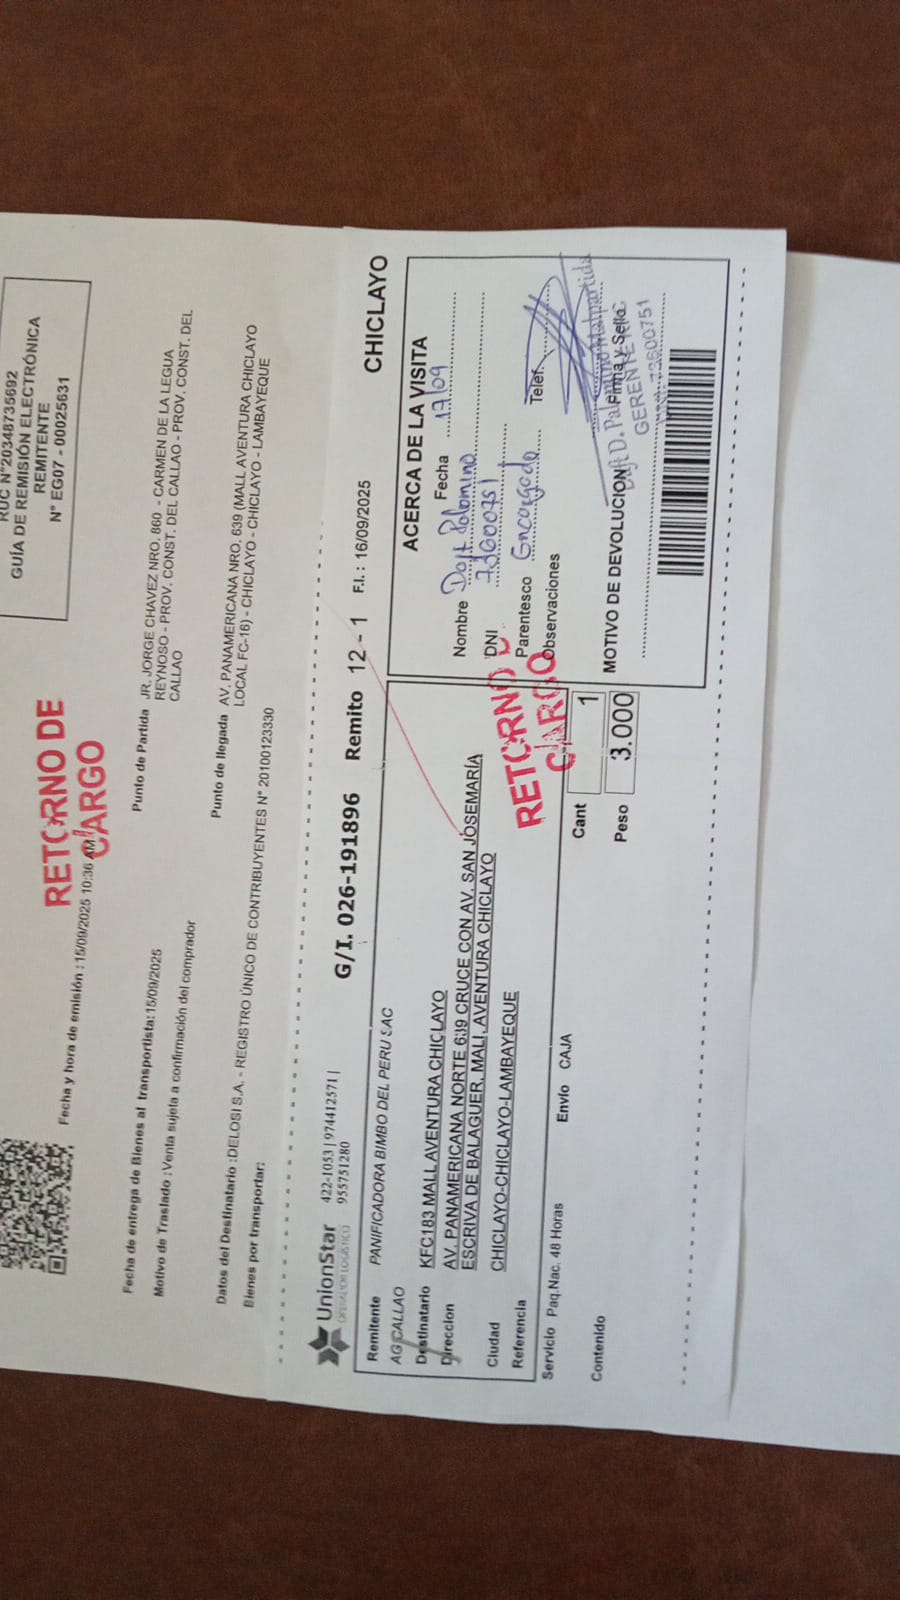 RUC N°20348735692
GUÍA DE REMISIÓN ELECTRÓNICA
REMITENTE
N° EG07 - 00025631
RETORNO DE
CARGO
Fecha y hora de emisión : 15/09/2025 10:36 AM
Fecha de entrega de Bienes al transportista: 15/09/2025
Motivo de Traslado : Venta sujeta a confirmación del comprador
Punto de Partida JR. JORGE CHAVEZ NRO. 860 - CARMEN DE LA LEGUA
REYNOSO - PROV. CONST. DEL CALLAO - PROV. CONST. DEL
CALLAO
Punto de llegada AV. PANAMERICANA NRO. 639 (MALL AVENTURA CHICLAYO
LOCAL FC-16) - CHICLAYO - CHICLAYO - LAMBAYEQUE
Datos del Destinatario : DELOSI S.A. - REGISTRO ÚNICO DE CONTRIBUYENTES N° 20100123330
Bienes por transportar:
UnionStar
OPERADOR LOGÍSTICO
422-1053 | 974412571 |
955751280
G/I. 026-191896 Remito 12 - 1 F.I.: 16/09/2025 CHICLAYO
Remitente PANIFICADORA BIMBO DEL PERU SAC
AG CALLAO
Destinatario KFC183 MALL AVENTURA CHICLAYO
Direccion AV. PANAMERICANA NORTE 639 CRUCE CON AV. SAN JOSEMARÍA
ESCRIVA DE BALAGUER, MALL AVENTURA CHICLAYO
Ciudad CHICLAYO-CHICLAYO-LAMBAYEQUE
Referencia
Servicio Paq.Nac. 48 Horas Envío CAJA
Contenido
RETORNO D
CARGO
Cant 1
Peso 3.000
ACERCA DE LA VISITA
Nombre Palomino Fecha 17/09
DNI 73600751
Parentesco Encargado Telef.
Observaciones
MOTIVO DE DEVOLUCION Firma y Sello
D. Palomino Malpartida
GERENTE
73600751